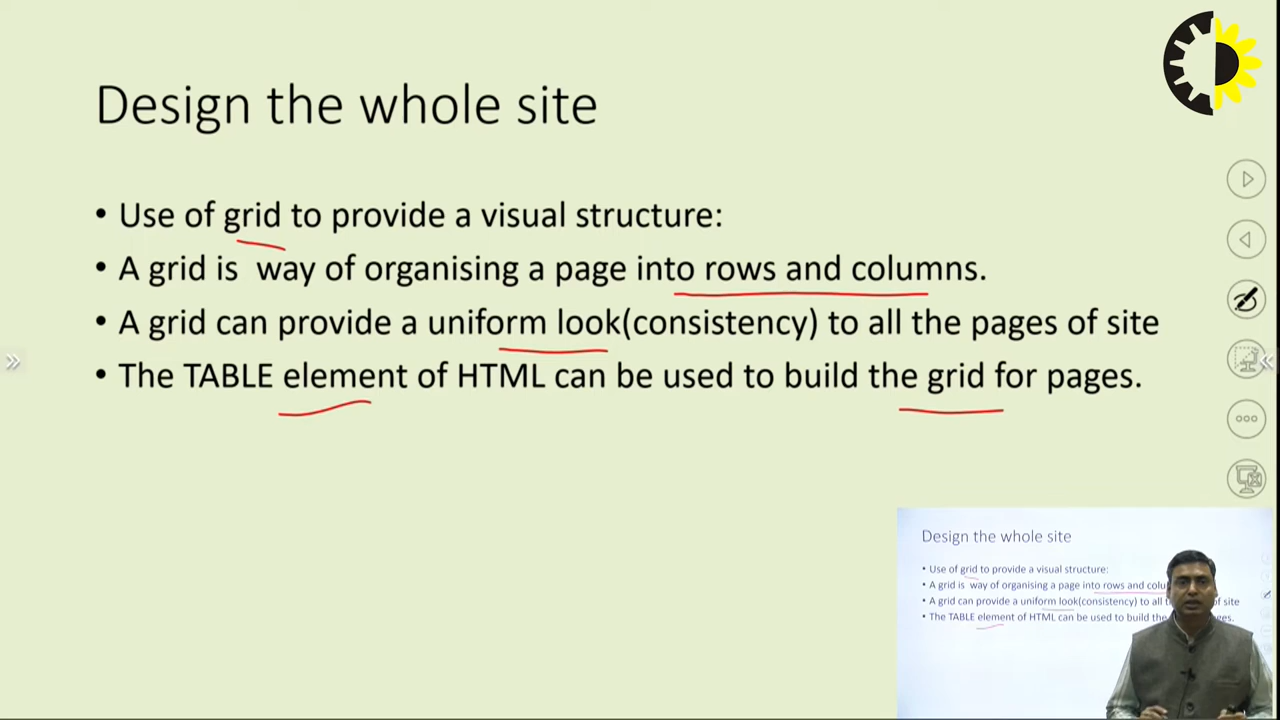 Design the whole site
• Use of grid to provide a visual structure:
• A grid is way of organising a page into rows and columns.
• A grid can provide a uniform look(consistency) to all the pages of site
• The TABLE element of HTML can be used to build the grid for pages.
Design the whole site
• Use of grid to provide a visual structure:
• A grid is way of organising a page into rows and
• A grid can provide a uniform look(consistency) to all of site
• The TABLE element of HTML can be used to build the